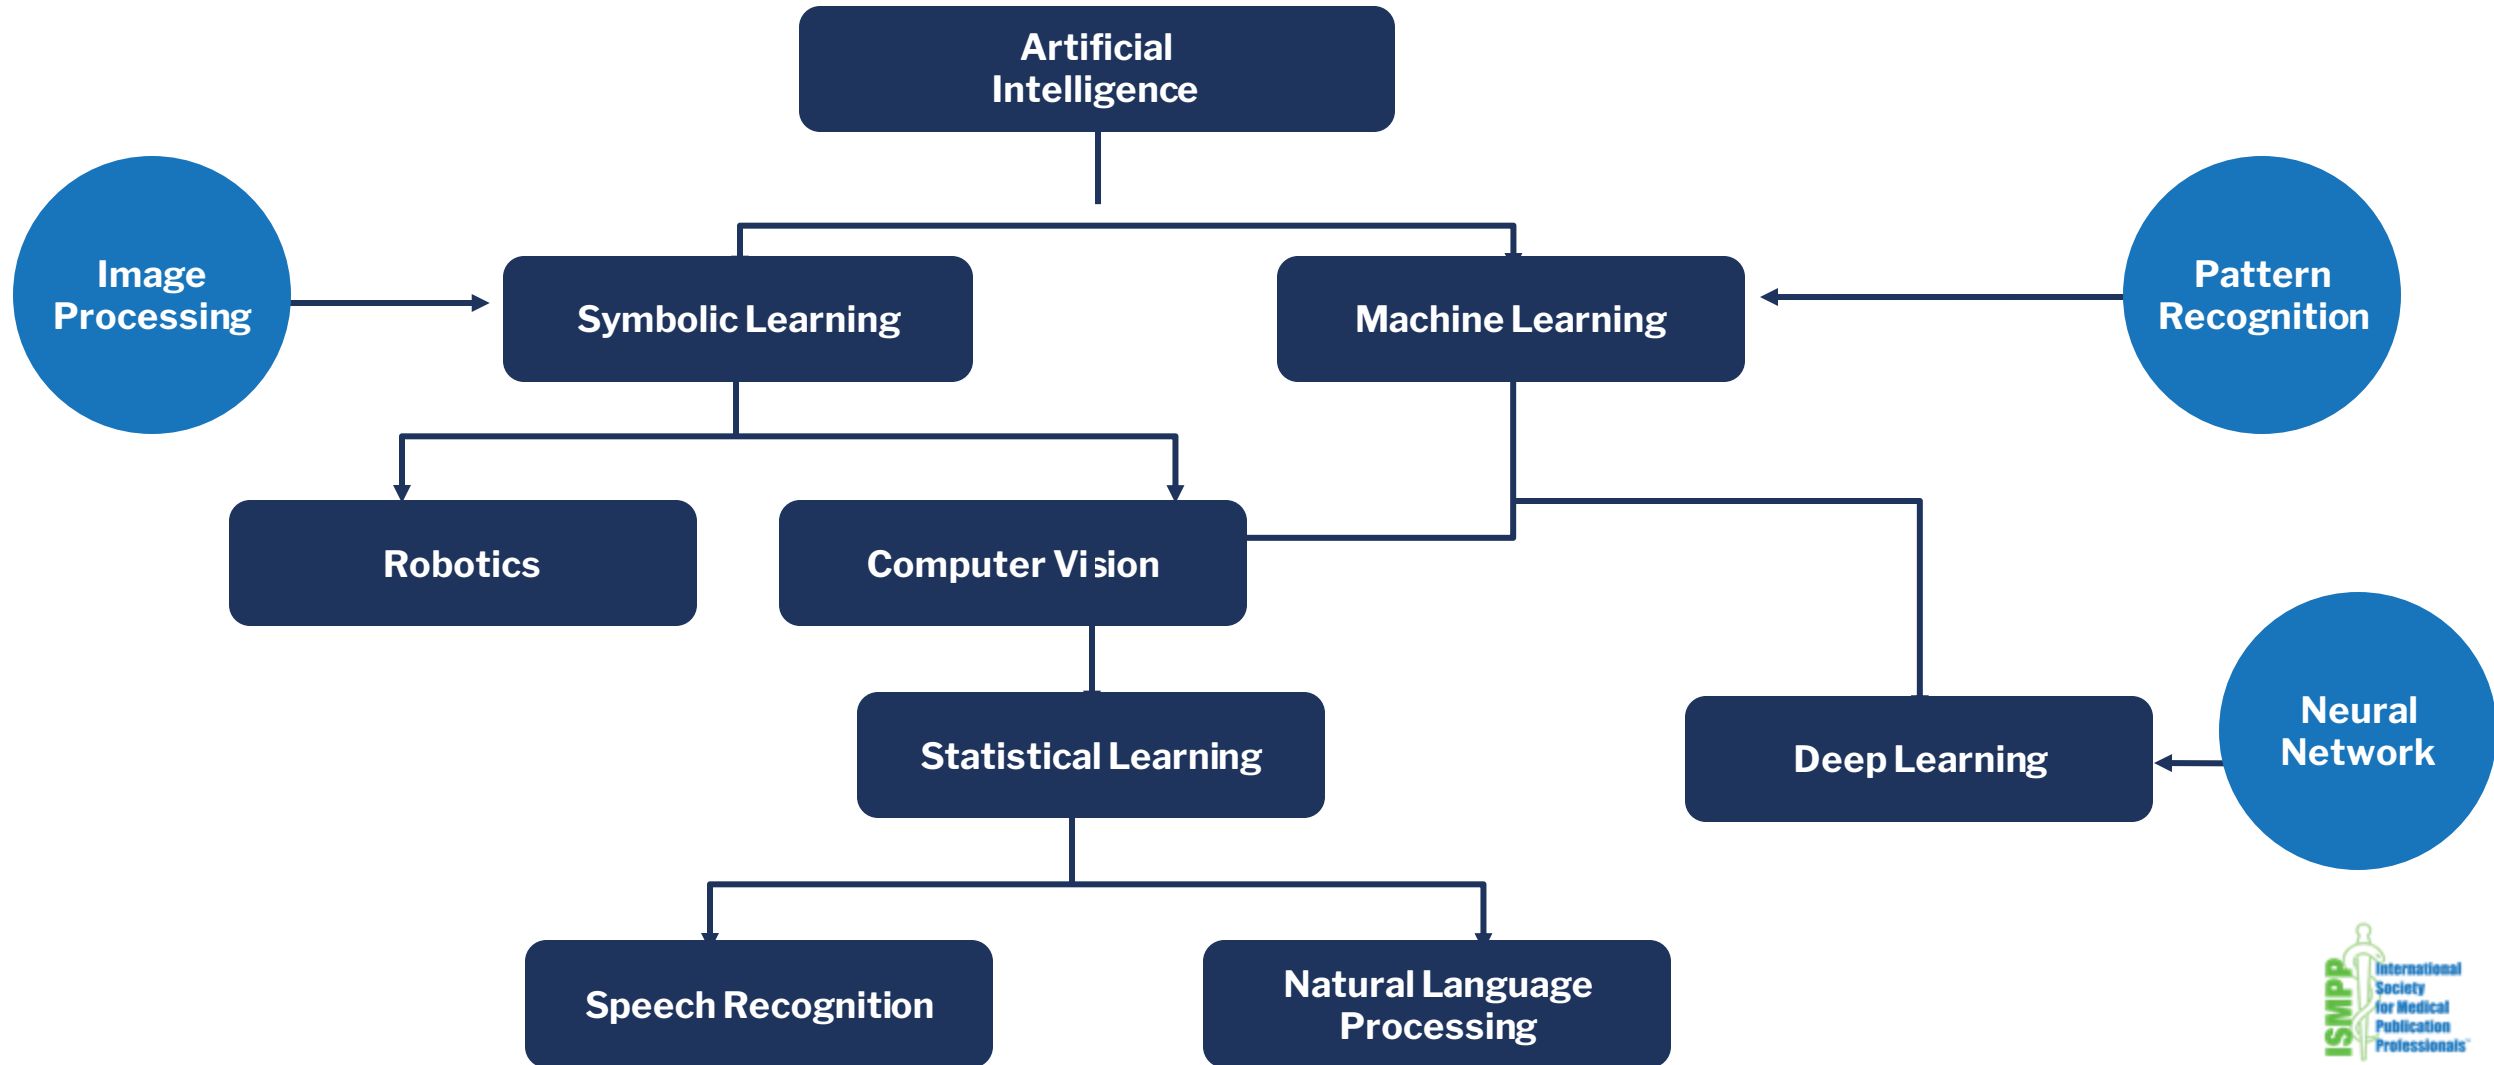 Artificial
Intelligence
Image
Processing
Symbolic Learning
Machine Learning
Pattern
Recognition
Robotics
Computer Vision
Statistical Learning
Deep Learning
Neural
Network
Speech Recognition
Natural Language
Processing
ISMPP
International
Society
for Medical
Publication
Professionals™